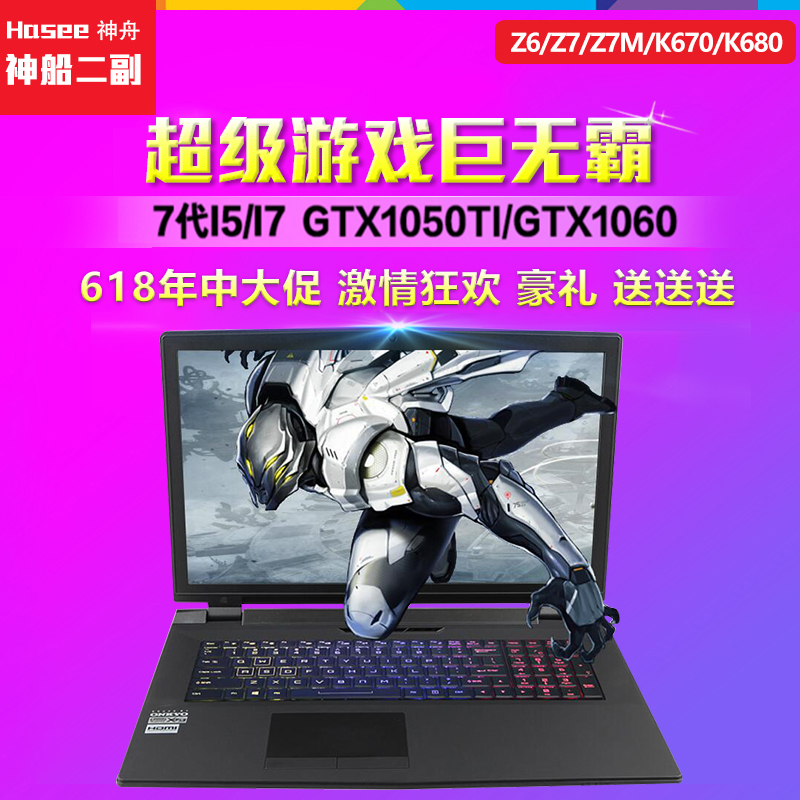 Hasee 神舟
神船二副
Z6/Z7/Z7M/K670/K680
超级游戏巨无霸
7代I5/I7 GTX1050TI/GTX1060
618年中大促 激情狂欢 豪礼 送送送
ONKYO
HDMI